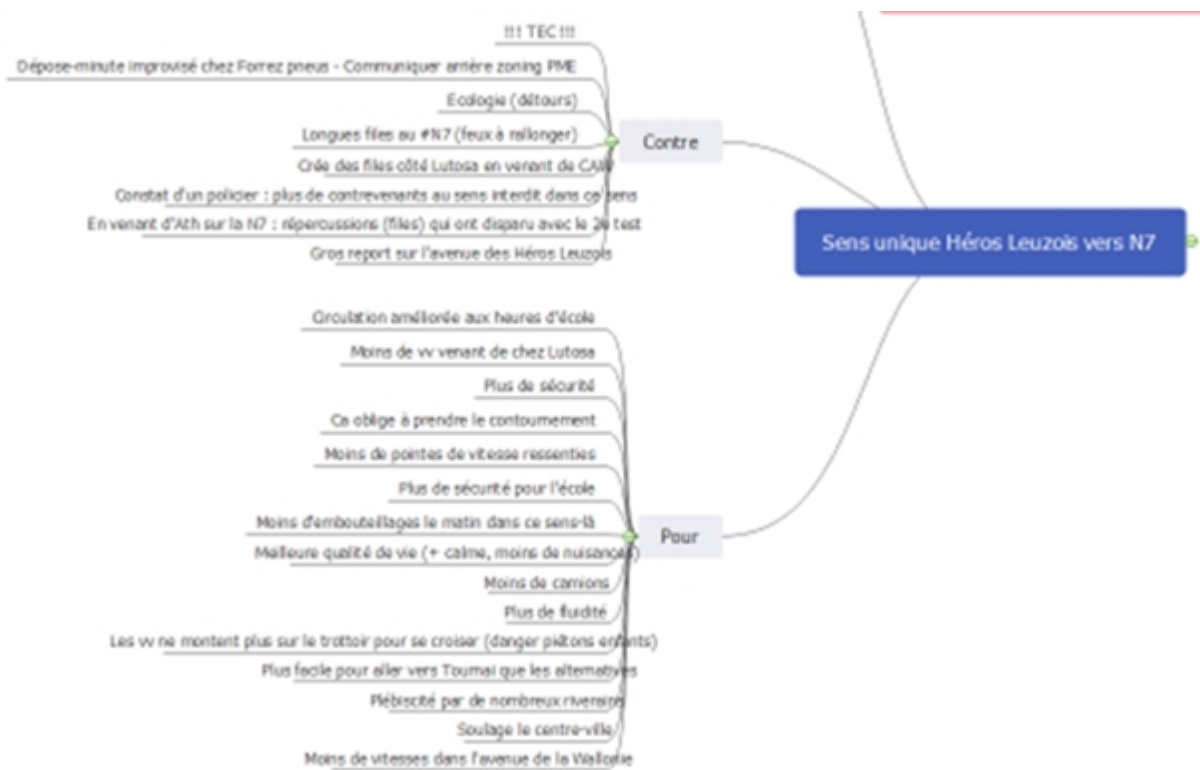 !!! TEC !!!
Dépose-minute improvisé chez Forrez pneus - Communiquer arrière zoning PME
Ecologie (détours)
Longues files au #N7 (feux à rallonger)
Crée des files côté Lutosa en venant de
Constat d'un policier : plus de contrevenants au sens interdit dans ce sens
En venant d'Ath sur la N7 : répercussions (files) qui ont disparu avec le 2e test
Gros report sur l'avenue des Héros Leuzois
Contre
Sens unique Héros Leuzois vers N7
Circulation améliorée aux heures d'école
Moins de vv venant de chez Lutosa
Plus de sécurité
Ca oblige à prendre le contournement
Moins de pointes de vitesse ressenties
Plus de sécurité pour l'école
Moins d'embouteillages le matin dans ce sens-là
Meilleure qualité de vie (+ calme, moins de nuisances)
Moins de camions
Plus de fluidité
Les vv ne montent plus sur le trottoir pour se croiser (danger piétons enfants)
Plus facile pour aller vers Tournai que les alternatives
Plébiscité par de nombreux riverains
Soulage le centre-ville
Moins de vitesses dans l'avenue de la Wallonie
Pour